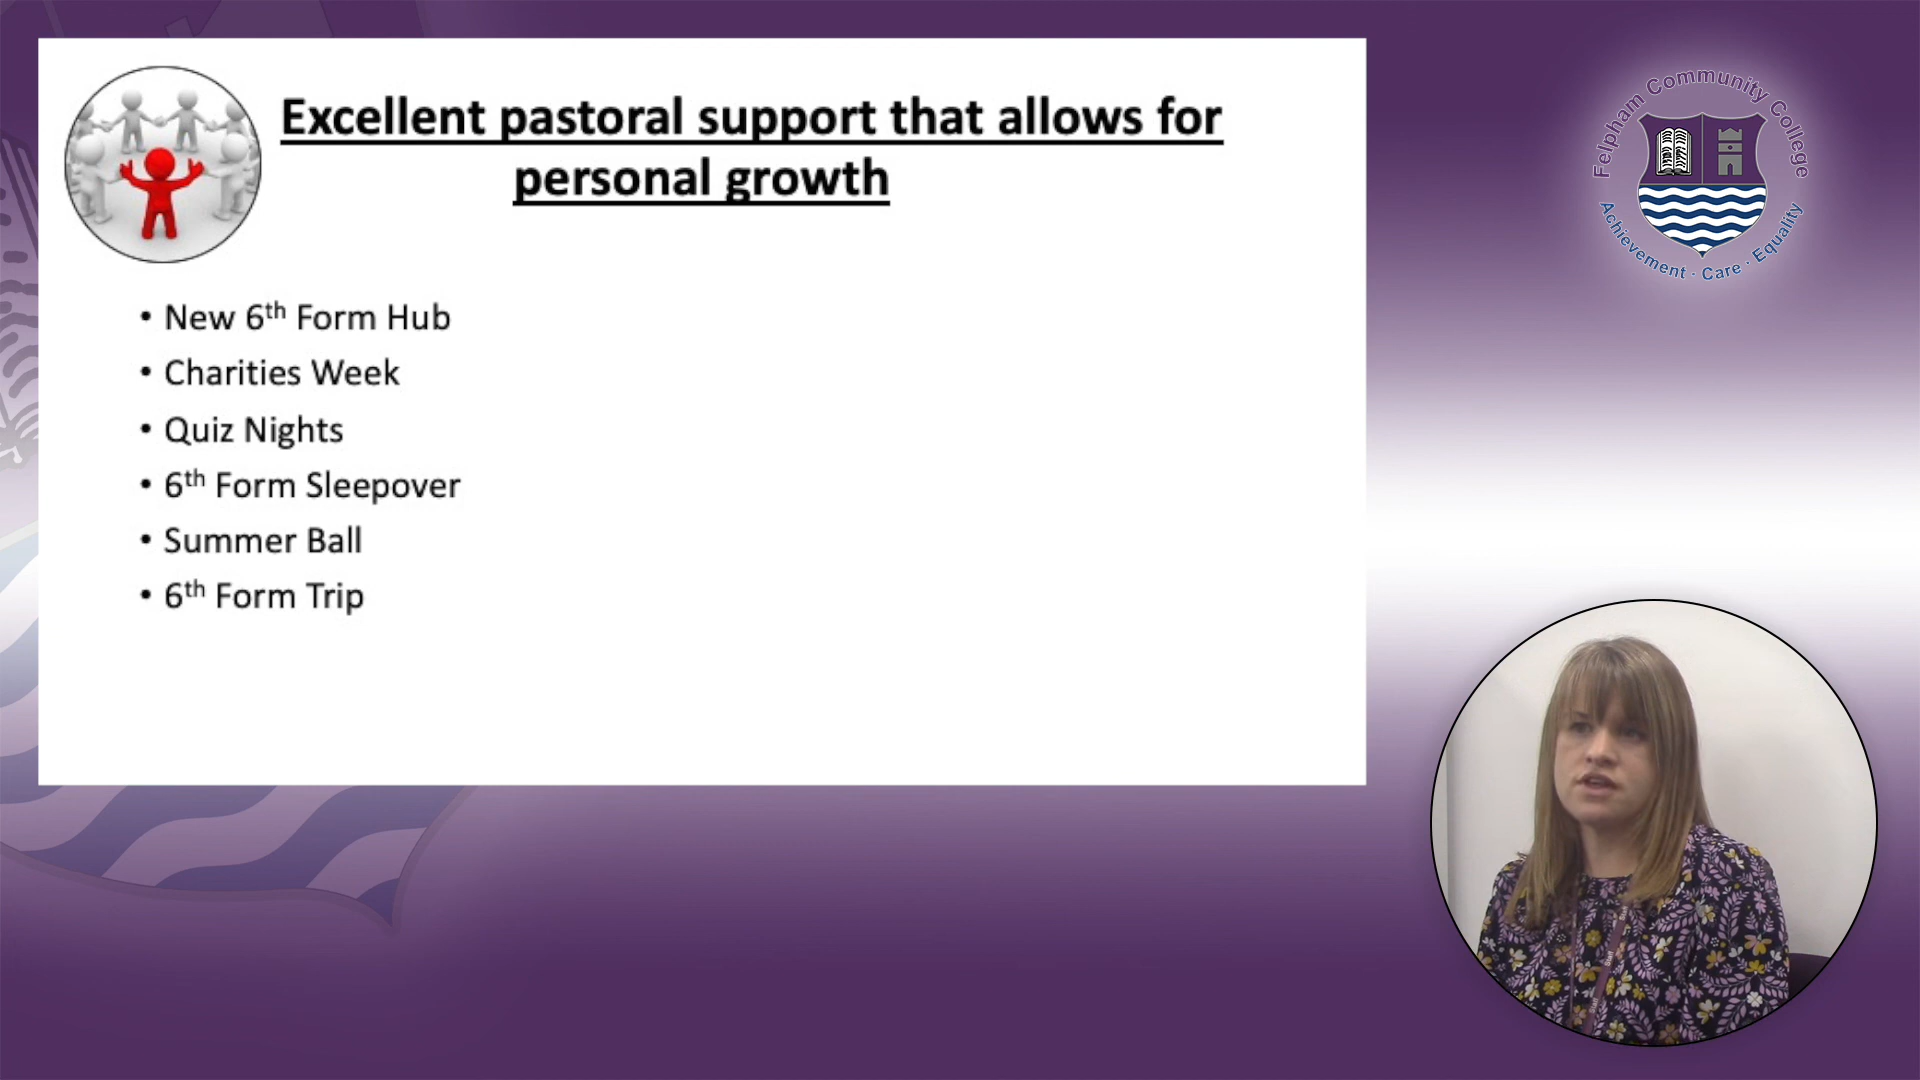 Excellent pastoral support that allows for
personal growth
• New 6th Form Hub
• Charities Week
• Quiz Nights
• 6th Form Sleepover
• Summer Ball
• 6th Form Trip
Felpham Community College
Achievement · Care · Equality